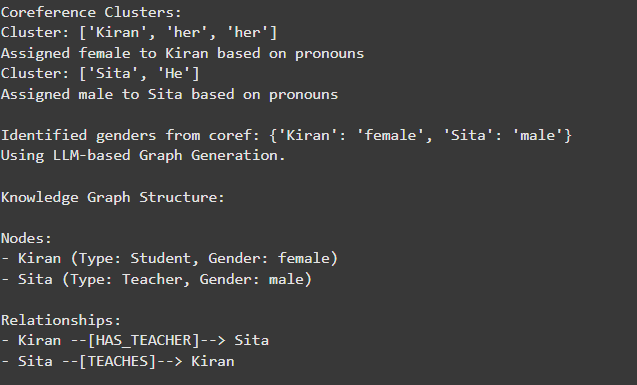 Coreference Clusters:
Cluster: ['Kiran', 'her', 'her']
Assigned female to Kiran based on pronouns
Cluster: ['Sita', 'He']
Assigned male to Sita based on pronouns
Identified genders from coref: {'Kiran': 'female', 'Sita': 'male'}
Using LLM-based Graph Generation.
Knowledge Graph Structure:
Nodes:
- Kiran (Type: Student, Gender: female)
- Sita (Type: Teacher, Gender: male)
Relationships:
- Kiran --[HAS_TEACHER]--> Sita
- Sita --[TEACHES]--> Kiran